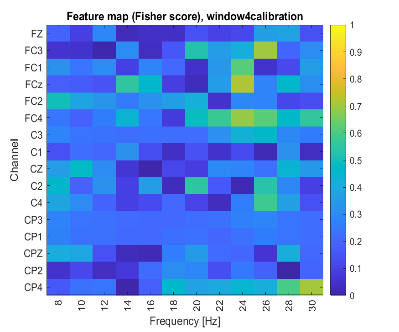 Feature map (Fisher score), window4calibration
Channel
FZ
FC3
FC1
FCz
FC2
FC4
C3
C1
CZ
C2
C4
CP3
CP1
CPZ
CP2
CP4
8 10 12 14 16 18 20 22 24 26 28 30
Frequency [Hz]
1
0.9
0.8
0.7
0.6
0.5
0.4
0.3
0.2
0.1
0